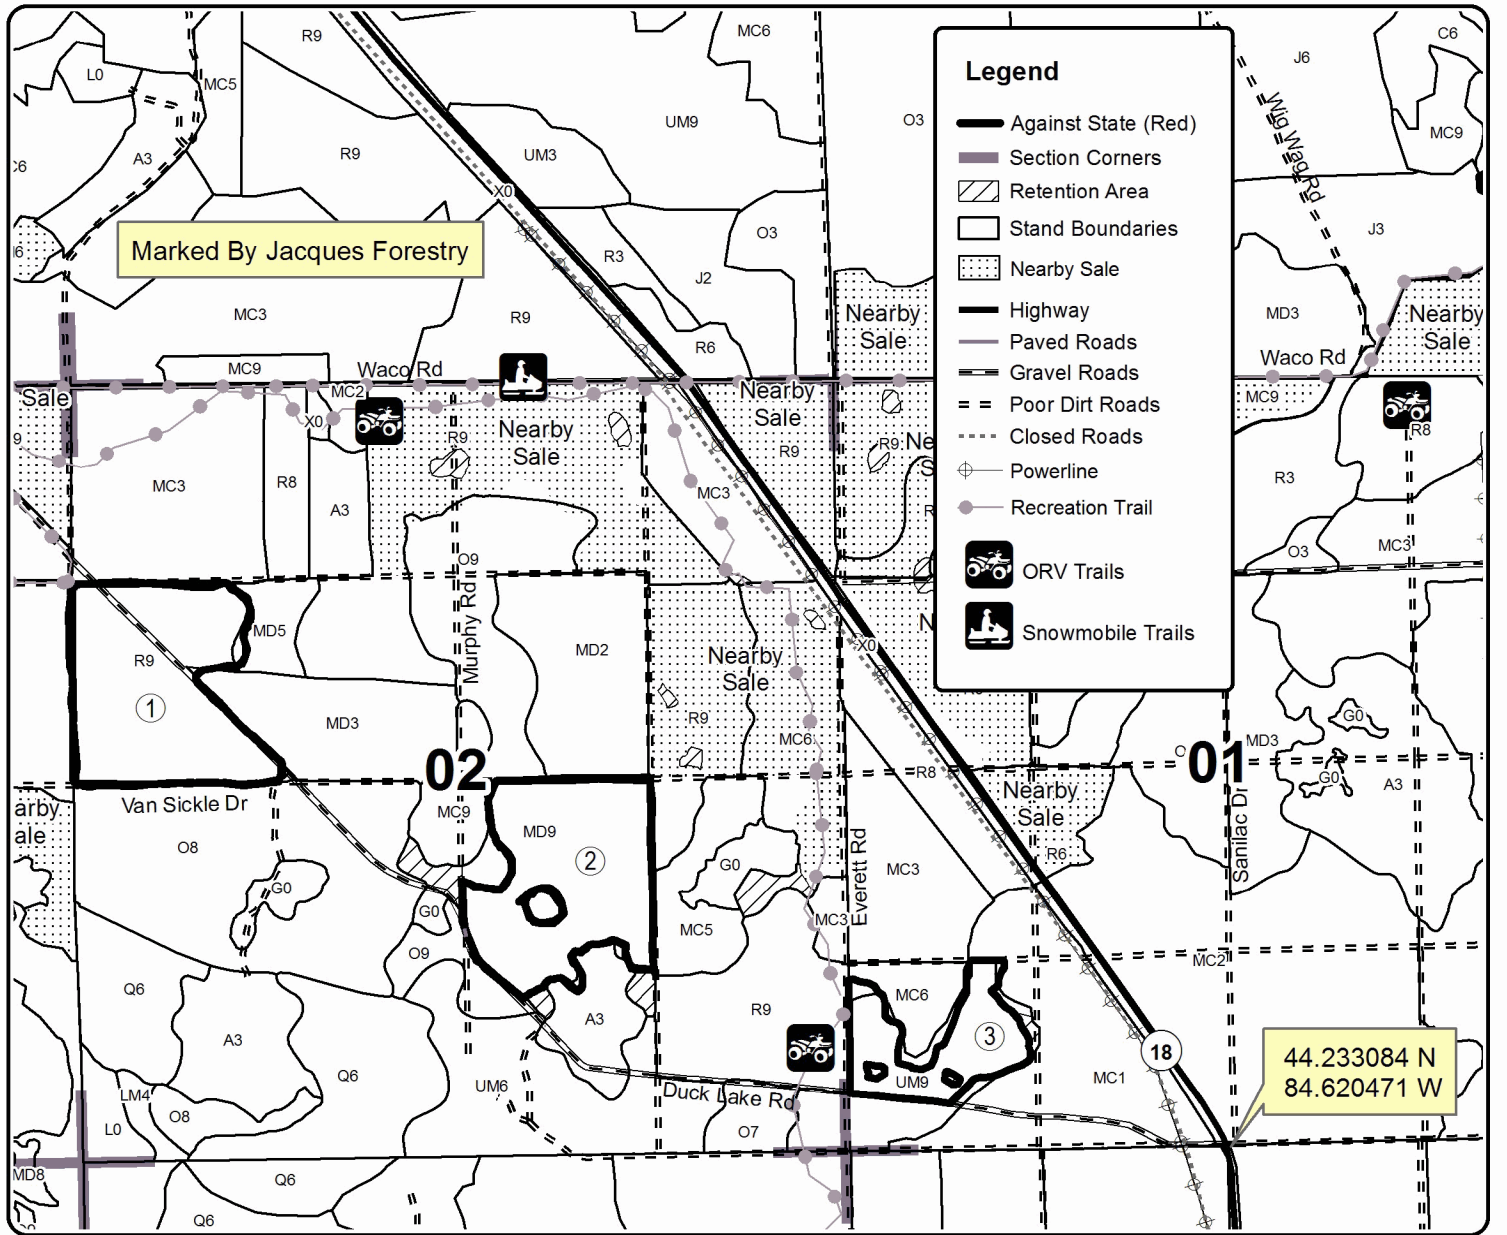 R9
MC6
C6
L0
MC5
J6
UM9
O3
MC9
R9
UM3
A3
C6
Wig Wag Rd
X0
J3
O3
Marked By Jacques Forestry
R3
J2
MC3
R9
R6
Nearby
Sale
MD3
Nearby
Sale
Waco Rd
MC9
Waco Rd
MC2
Sale
Nearby
Sale
MC9
X0
Nearby
Sale
R9
R9
R9
Ne
S
R8
MC3
R8
MC3
R3
A3
R
O9
O3
MC3
Murphy Rd
MD5
MD2
R9
X0
N
Nearby
Sale
1
MD3
R9
MC6
G0
MD3
O
02
01
R8
G0
A3
Van Sickle Dr
arby
ale
MC9
MD9
Nearby
Sale
Sanilac Dr
O8
2
G0
Everett Rd
MC3
R6
G0
G0
MC3
MC5
O9
MC2
Q6
MC6
A3
A3
R9
3
18
44.233084 N
84.620471 W
Q6
UM6
UM9
MC1
Duck Lake Rd
LM4
O8
L0
O7
MD8
Q6
Q6
Legend
Against State (Red)
Section Corners
Retention Area
Stand Boundaries
Nearby Sale
Highway
Paved Roads
Gravel Roads
Poor Dirt Roads
Closed Roads
Powerline
Recreation Trail
ORV Trails
Snowmobile Trails